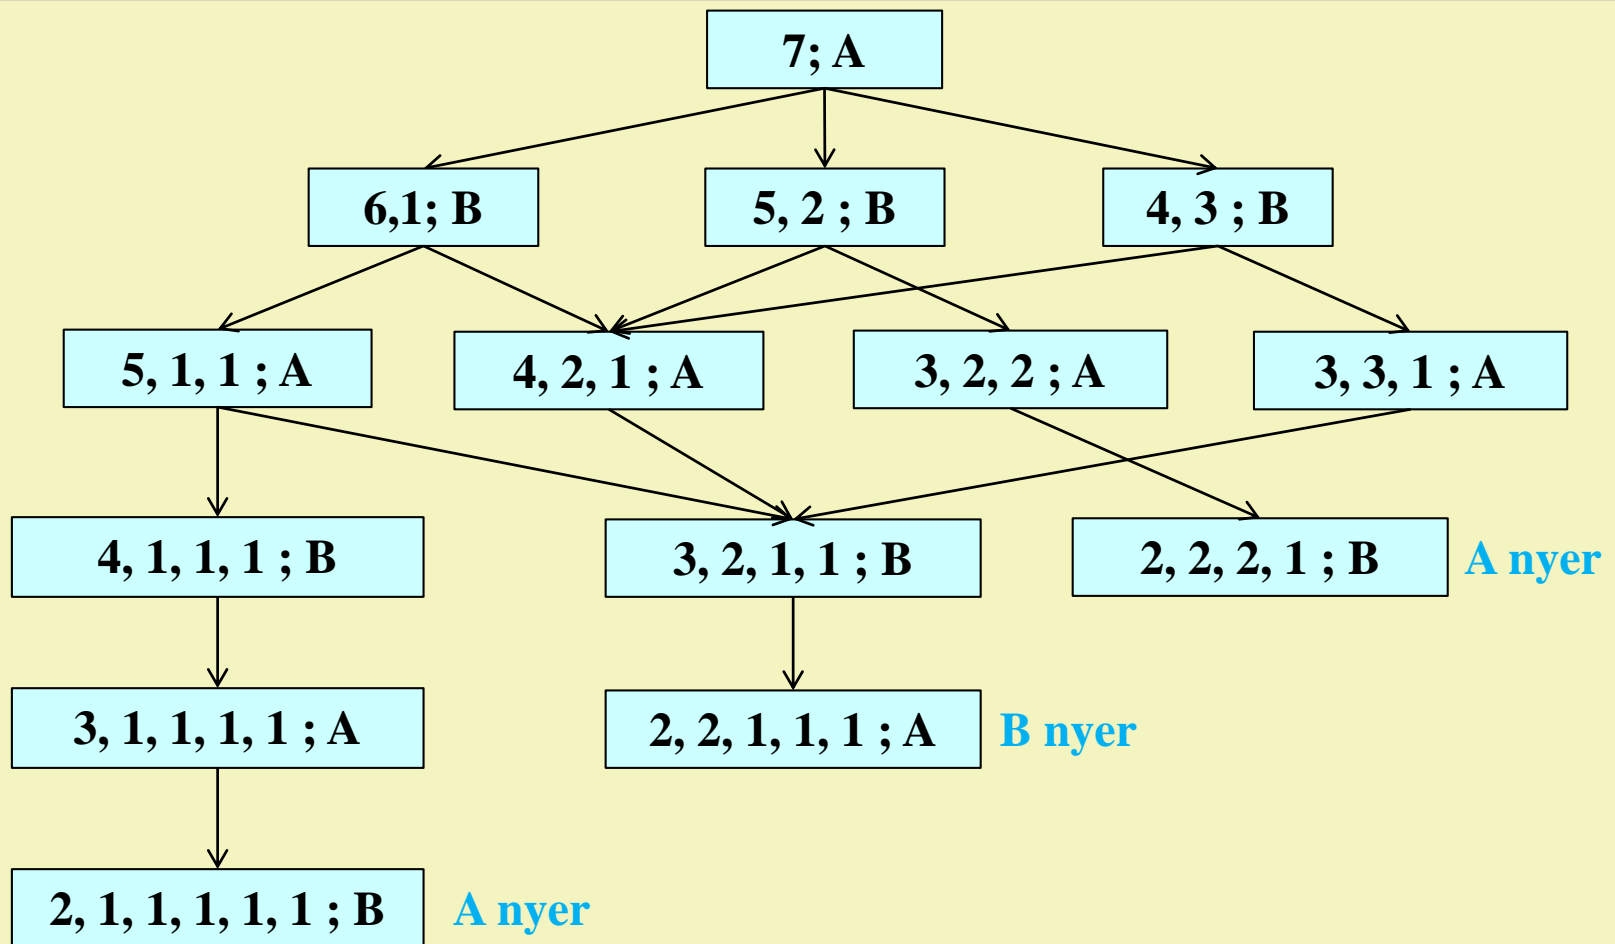 7; A
6,1; B
5, 2 ; B
4, 3 ; B
5, 1, 1 ; A
4, 2, 1 ; A
3, 2, 2 ; A
3, 3, 1 ; A
4, 1, 1, 1 ; B
3, 2, 1, 1 ; B
2, 2, 2, 1 ; B
A nyer
3, 1, 1, 1, 1 ; A
2, 2, 1, 1, 1 ; A
B nyer
2, 1, 1, 1, 1, 1 ; B
A nyer